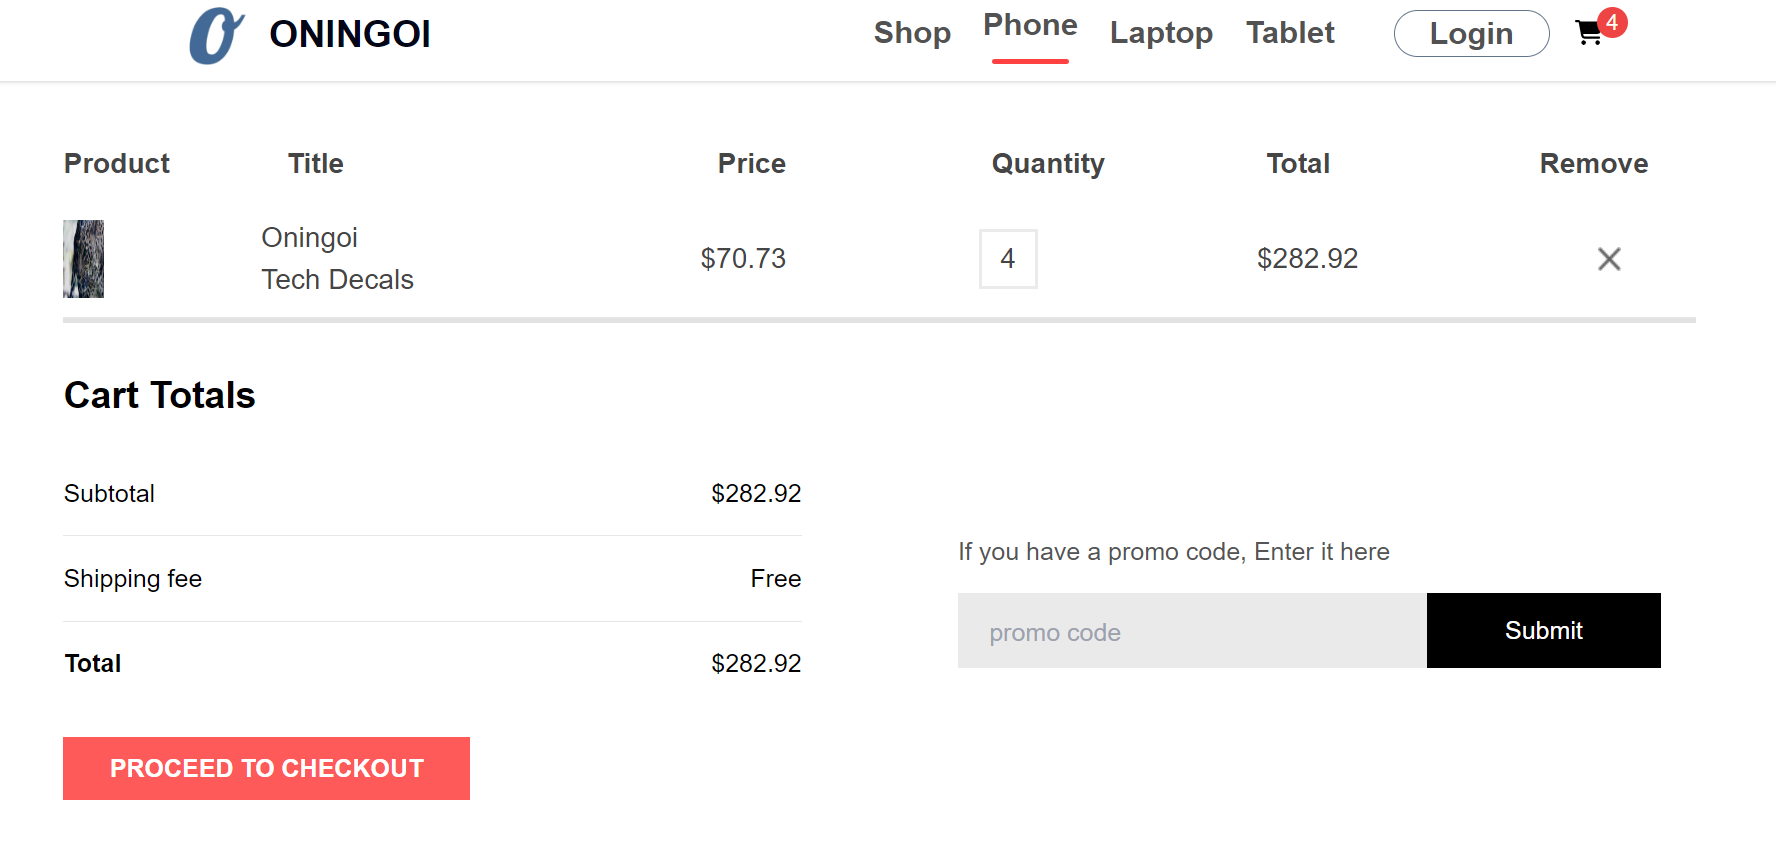 O ONINGOI Shop Phone Laptop Tablet Login 4
Product Title Price Quantity Total Remove
Oningoi
Tech Decals
$70.73 4 $282.92
Cart Totals
Subtotal $282.92
Shipping fee Free
Total $282.92
If you have a promo code, Enter it here
promo code Submit
PROCEED TO CHECKOUT